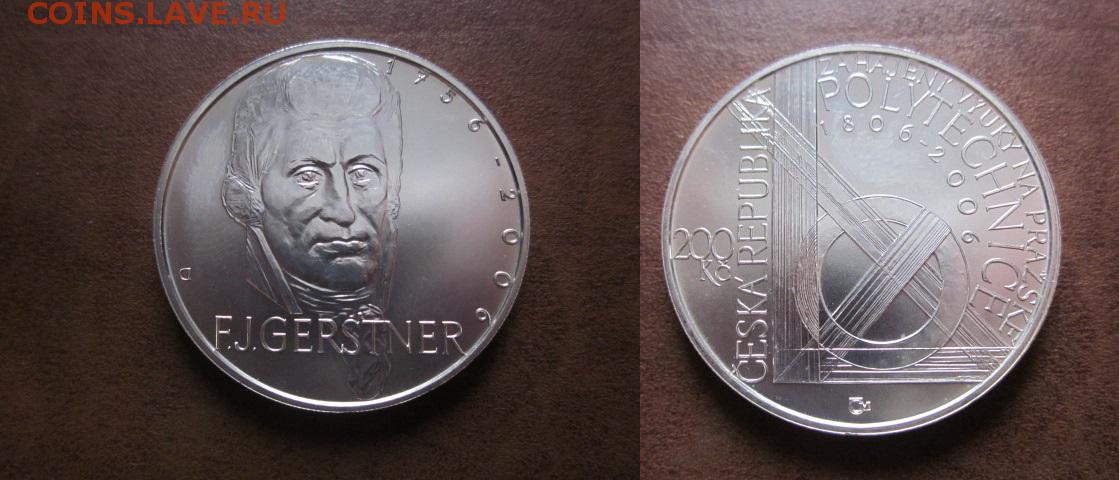 COINS.LAVE.RU
1756-2006
F.J.GERSTNER
ZAHÁJENÍ VÝUKY NA PRAŽSKÉ
POLYTECHNICE
1806-2006
ČESKÁ REPUBLIKA
200
Kč